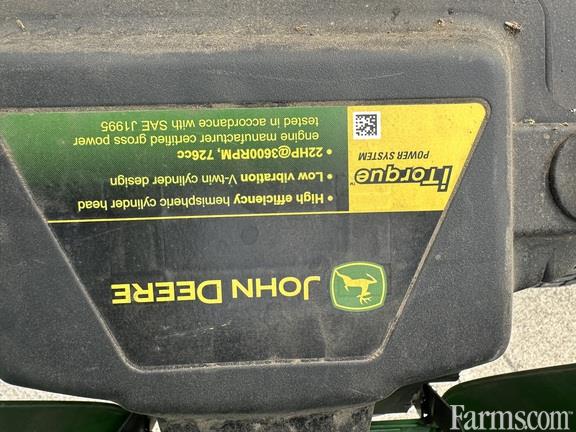 JOHN DEERE
iTorque™
POWER SYSTEM
• High efficiency hemispheric cylinder head
• Low vibration V-twin cylinder design
• 22HP@3600RPM, 726cc
engine manufacturer certified gross power
tested in accordance with SAE J1995
Farms.com